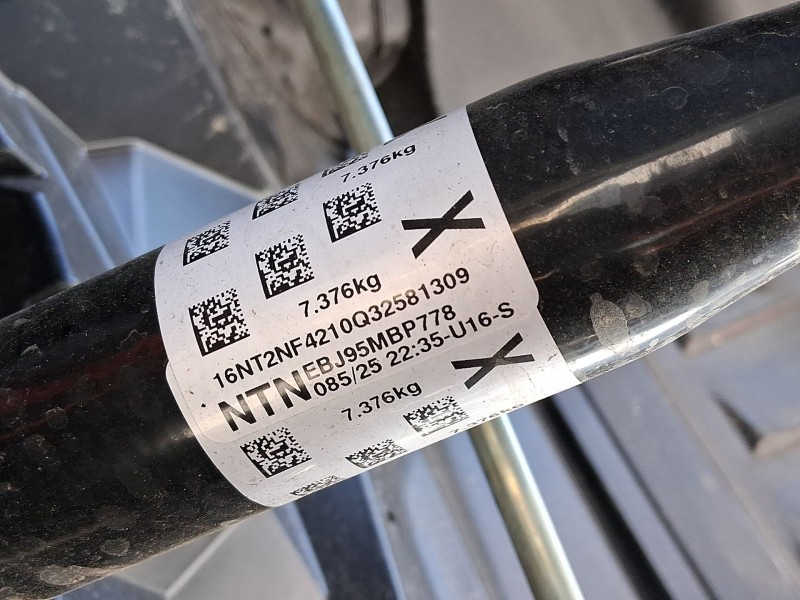 7.376kg
X
7.376kg
16NT2NF4210Q32581309
NTN EBJ95MBP778
085/25 22:35-U16-S
7.376kg
X